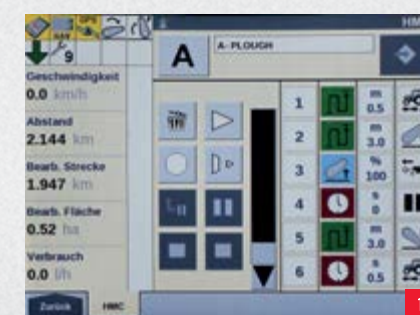 HMC
9
A
A- PLOUGH
Geschwindigkeit
0.0 km/h
Abstand
2.144 km
Bearb. Strecke
1.947 km
Bearb. Fläche
0.52 ha
Verbrauch
0.0 l/h
1 m 0.5
2 m 3.0
3 % 100
4 s 0
5 m 3.0
6 s 0.5
Zurück
HMC
1